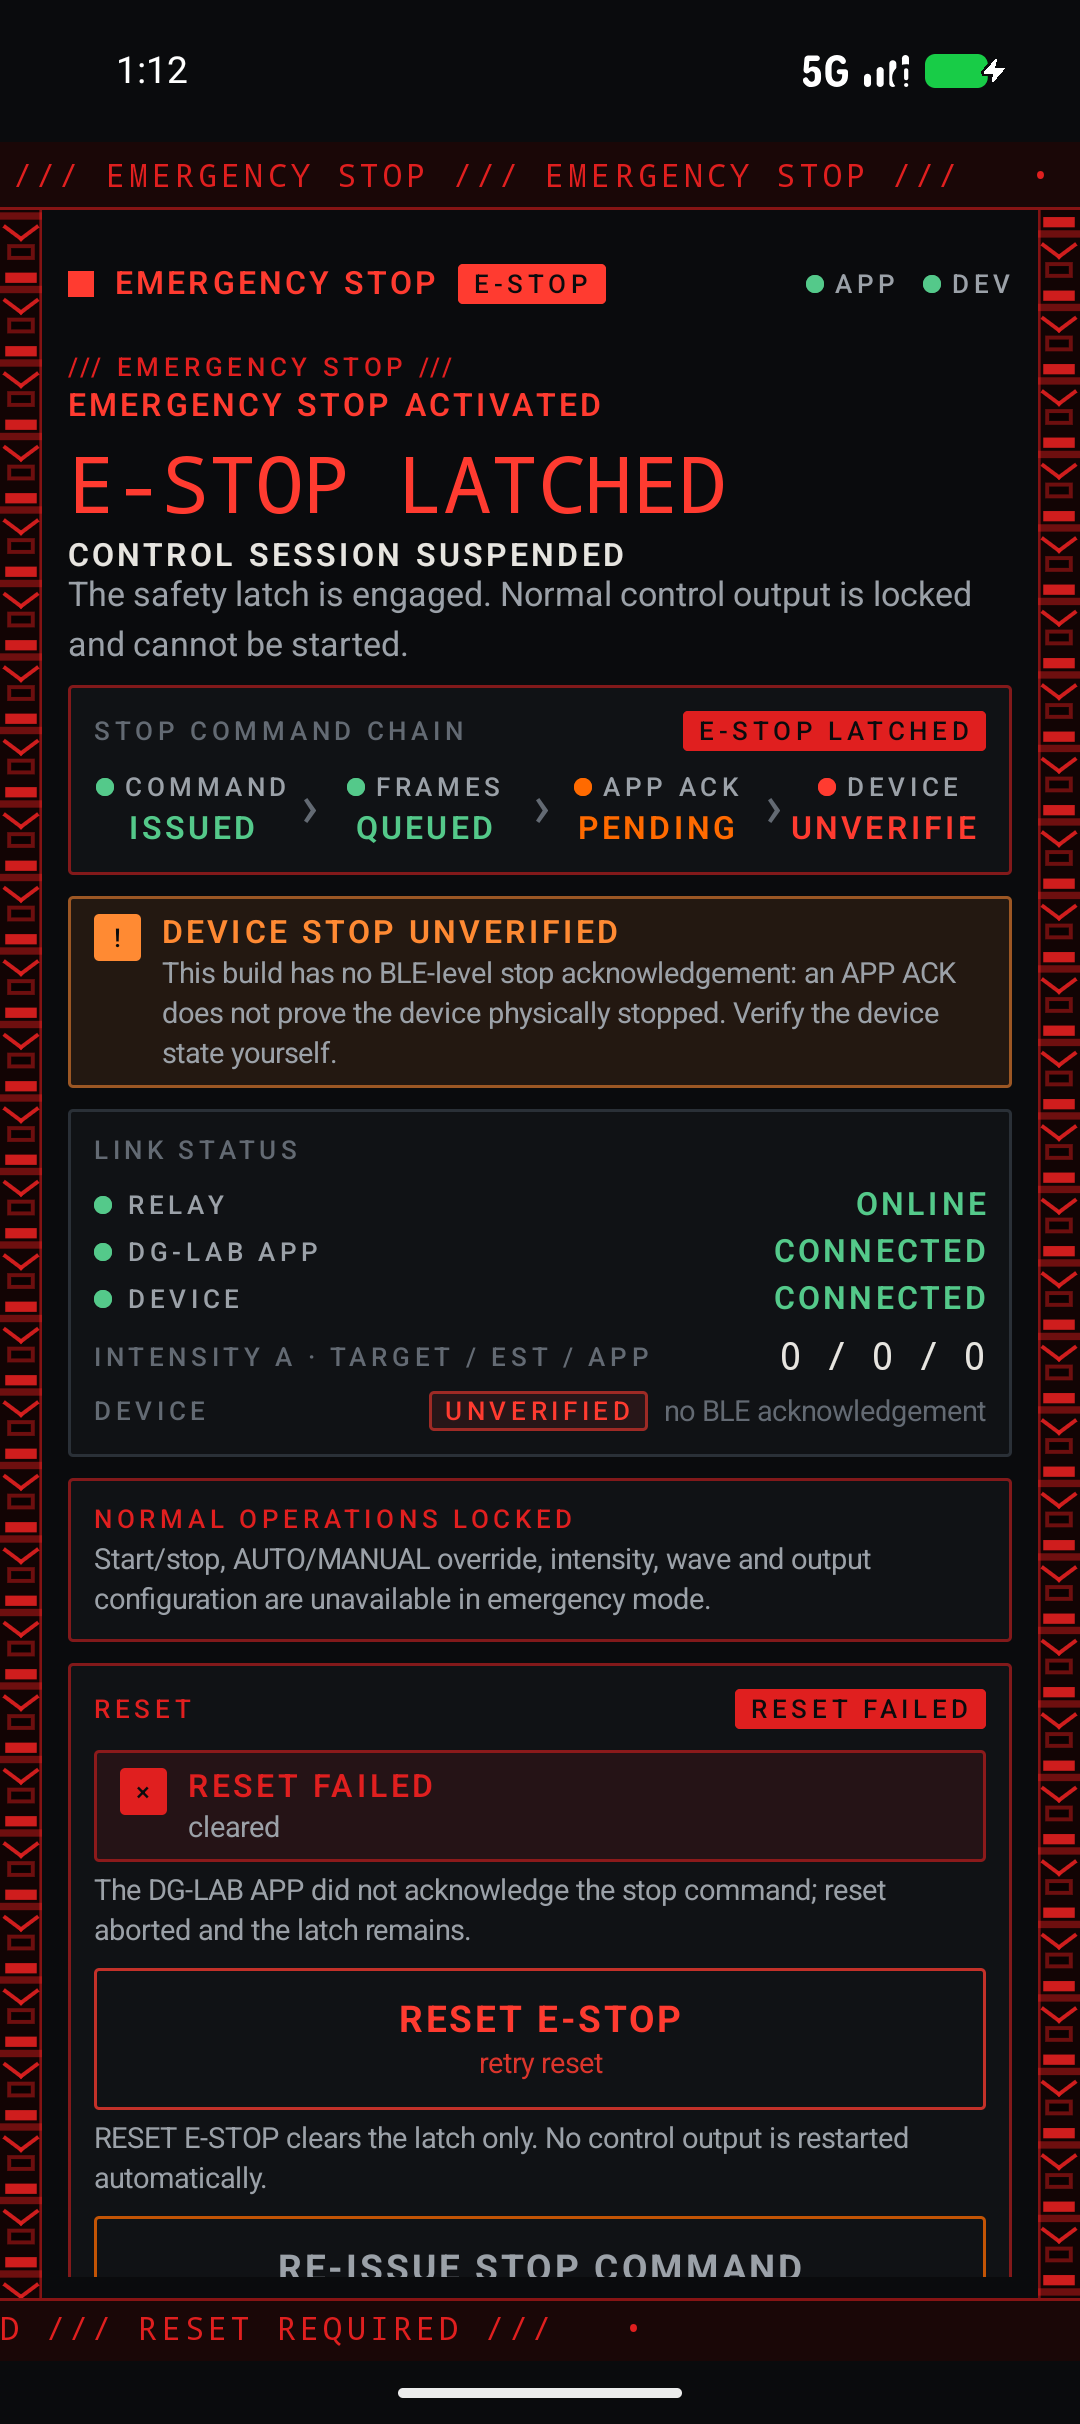 1:12
5G
/// EMERGENCY STOP /// EMERGENCY STOP /// •
EMERGENCY STOP E-STOP APP DEV
/// EMERGENCY STOP ///
EMERGENCY STOP ACTIVATED
E-STOP LATCHED
CONTROL SESSION SUSPENDED
The safety latch is engaged. Normal control output is locked
and cannot be started.
STOP COMMAND CHAIN E-STOP LATCHED
COMMAND › FRAMES › APP ACK › DEVICE
ISSUED QUEUED PENDING UNVERIFIE
! DEVICE STOP UNVERIFIED
This build has no BLE-level stop acknowledgement: an APP ACK
does not prove the device physically stopped. Verify the device
state yourself.
LINK STATUS
RELAY ONLINE
DG-LAB APP CONNECTED
DEVICE CONNECTED
INTENSITY A · TARGET / EST / APP 0 / 0 / 0
DEVICE UNVERIFIED no BLE acknowledgement
NORMAL OPERATIONS LOCKED
Start/stop, AUTO/MANUAL override, intensity, wave and output
configuration are unavailable in emergency mode.
RESET RESET FAILED
× RESET FAILED
cleared
The DG-LAB APP did not acknowledge the stop command; reset
aborted and the latch remains.
RESET E-STOP
retry reset
RESET E-STOP clears the latch only. No control output is restarted
automatically.
RE-ISSUE STOP COMMAND
D /// RESET REQUIRED /// •